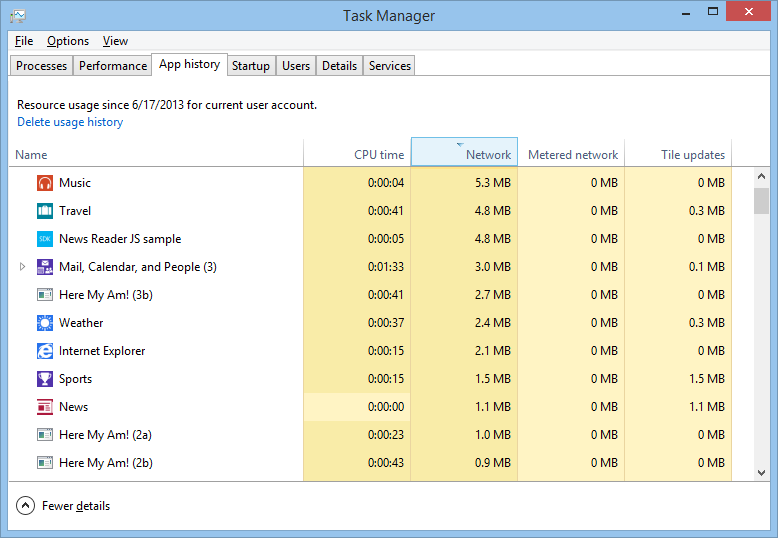 Task Manager
File Options View
Processes Performance App history Startup Users Details Services
Resource usage since 6/17/2013 for current user account.
Delete usage history
Name CPU time Network Metered network Tile updates
Music 0:00:04 5.3 MB 0 MB 0 MB
Travel 0:00:41 4.8 MB 0 MB 0.3 MB
SDK News Reader JS sample 0:00:05 4.8 MB 0 MB 0 MB
Mail, Calendar, and People (3) 0:01:33 3.0 MB 0 MB 0.1 MB
Here My Am! (3b) 0:00:41 2.7 MB 0 MB 0 MB
Weather 0:00:37 2.4 MB 0 MB 0.3 MB
Internet Explorer 0:00:15 2.1 MB 0 MB 0 MB
Sports 0:00:15 1.5 MB 0 MB 1.5 MB
News 0:00:00 1.1 MB 0 MB 1.1 MB
Here My Am! (2a) 0:00:23 1.0 MB 0 MB 0 MB
Here My Am! (2b) 0:00:43 0.9 MB 0 MB 0 MB
Fewer details